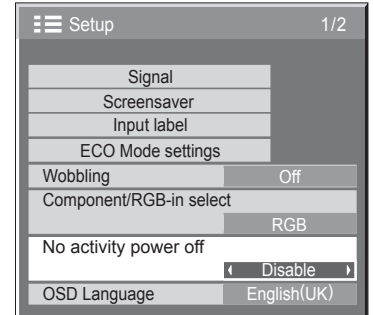 Setup 1/2
Signal
Screensaver
Input label
ECO Mode settings
Wobbling Off
Component/RGB-in select
RGB
No activity power off
Disable
OSD Language English(UK)